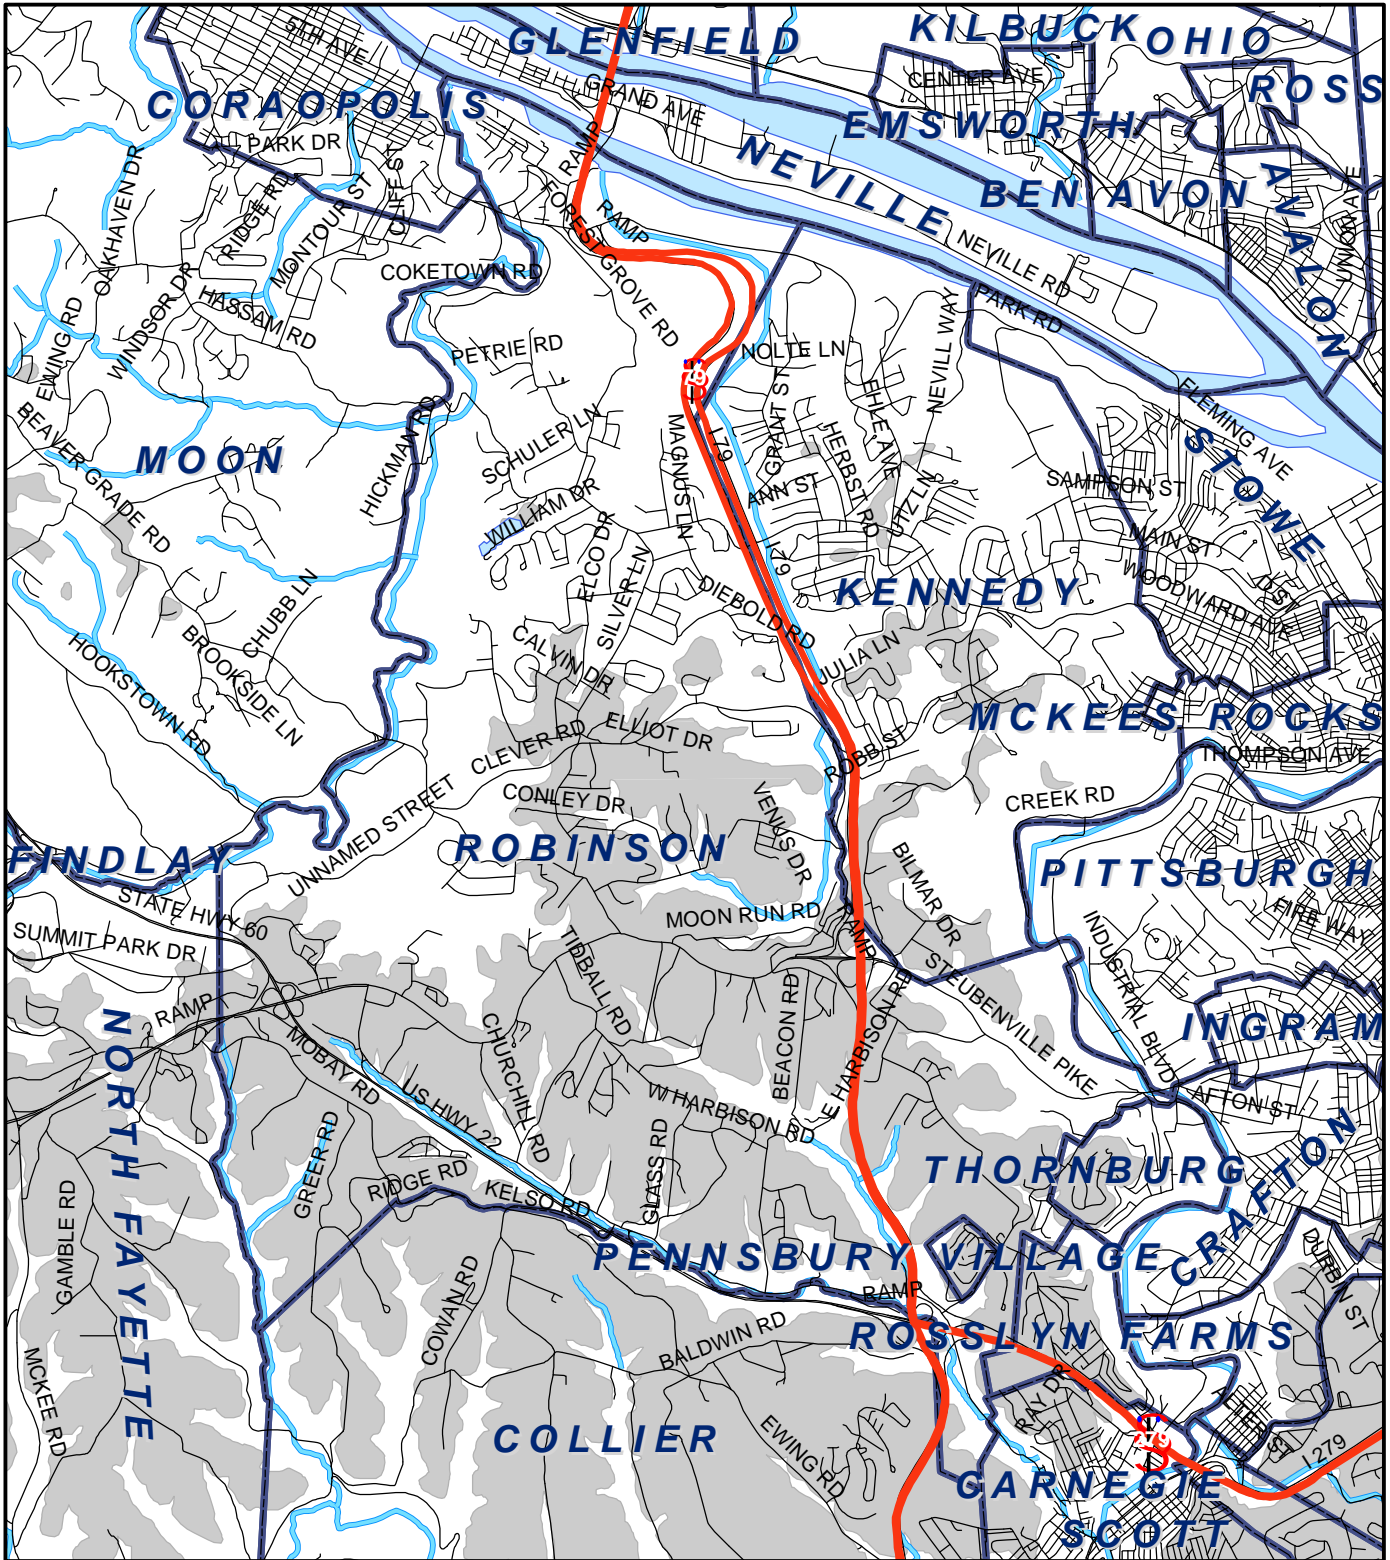 GLENFIELD
KILBUCK
OHIO
5TH AVE
CENTER AVE
ROSS
CORAOPOLIS
GRAND AVE
EMSWORTH
PARK DR
RAMP
NEVILLE
BEN AVON
AVALON
UNION AVE
OAKHAVEN DR
RIDGE RD
MONTOUR ST
CLIFF ST
FOREST GROVE RD
RAMP
NEVILLE RD
COKETOWN RD
WINDSOR DR
HASSAM RD
PARK RD
EWING RD
PETRIE RD
NOLTE LN
NEVILL WAY
79
FLEMING AVE
BEAVER GRADE RD
MOON
HICKMAN RD
SCHULER LN
MAGNUS LN
I 79
GRANT ST
HERBST RD
EHLE AVE
STOWE
WILLIAM DR
ANN ST
UTZ LN
SAMPSON ST
MAIN ST
ELCO DR
SILVER LN
I 79
DIEBOLD RD
KENNEDY
WOODWARD AVE
CHUBB LN
BROOKSIDE LN
HOOKSTOWN RD
CALVIN DR
JULIA LN
MCKEES ROCKS
ELLIOT DR
CLEVER RD
ROBB ST
THOMPSON AVE
UNNAMED STREET
CONLEY DR
VENUS DR
CREEK RD
FINDLAY
ROBINSON
BILMAR DR
PITTSBURGH
STATE HWY 60
MOON RUN RD
RAMP
FIRE WAY
SUMMIT PARK DR
TIDBALL RD
INDUSTRIAL BLVD
STEUBENVILLE PIKE
RAMP
BEACON RD
E HARBISON RD
INGRAM
NORTH FAYETTE
MOBAY RD
CHURCHILL RD
US HWY 22
W HARBISON RD
AFTON ST
GREER RD
GLASS RD
THORNBURG
CRAFTON
RIDGE RD
KELSO RD
GAMBLE RD
PENNSBURY VILLAGE
DURBIN ST
COWAN RD
RAMP
BALDWIN RD
ROSSLYN FARMS
MCKEE RD
RAY DR
COLLIER
EWING RD
279
I 279
CARNEGIE
SCOTT